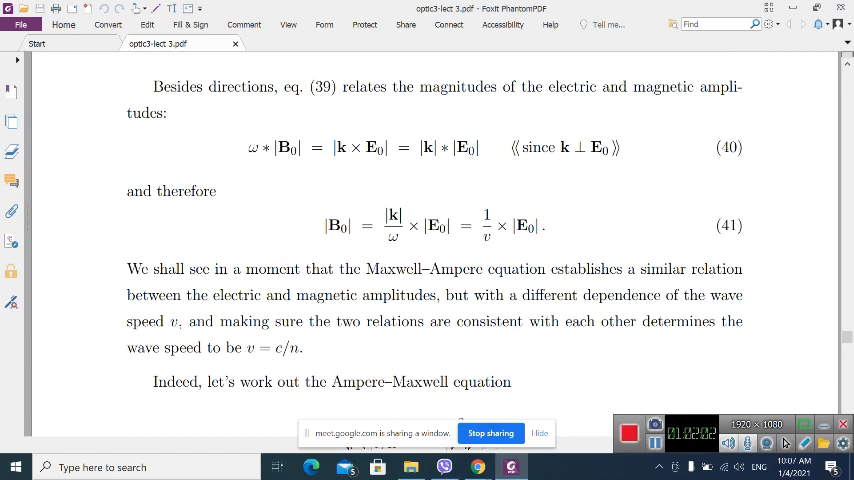 optic3-lect 3.pdf - Foxit PhantomPDF
File Home Convert Edit Fill & Sign Comment View Form Protect Share Connect Accessibility Help Tell me... Find
Start optic3-lect 3.pdf
Besides directions, eq. (39) relates the magnitudes of the electric and magnetic ampli-
tudes:
ω ∗ |B₀| = |k × E₀| = |k| ∗ |E₀| ⟪since k ⊥ E₀⟫ (40)
and therefore
|B₀| = |k|/ω × |E₀| = 1/v × |E₀| . (41)
We shall see in a moment that the Maxwell–Ampere equation establishes a similar relation
between the electric and magnetic amplitudes, but with a different dependence of the wave
speed v, and making sure the two relations are consistent with each other determines the
wave speed to be v = c/n.
Indeed, let's work out the Ampere–Maxwell equation
meet.google.com is sharing a window. Stop sharing Hide
01:02:02 1920 × 1080
Type here to search
5
ENG
10:07 AM
1/4/2021
5